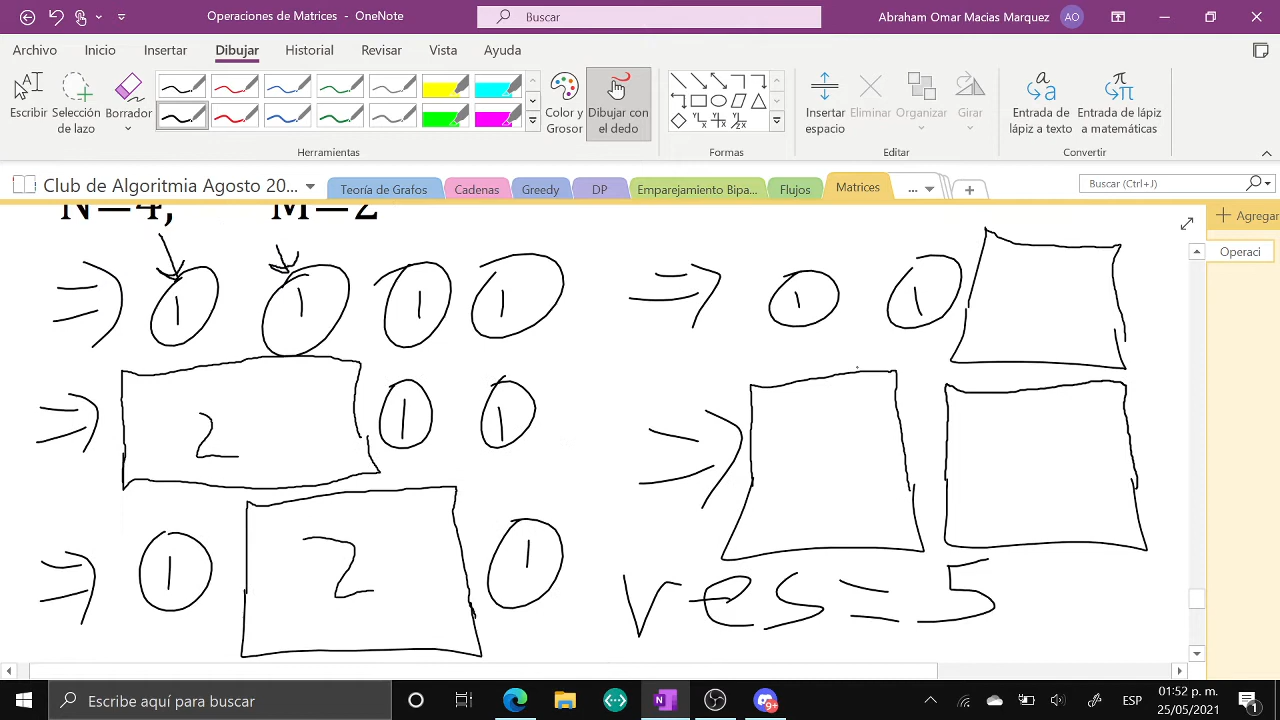 Operaciones de Matrices - OneNote
Buscar
Abraham Omar Macias Marquez
AO
Archivo
Inicio
Insertar
Dibujar
Historial
Revisar
Vista
Ayuda
Escribir
Selección de lazo
Borrador
Color y Grosor
Dibujar con el dedo
Insertar espacio
Eliminar
Organizar
Girar
Entrada de lápiz a texto
Entrada de lápiz a matemáticas
Herramientas
Formas
Editar
Convertir
Club de Algoritmia Agosto 20...
Teoría de Grafos
Cadenas
Greedy
DP
Emparejamiento Bipa...
Flujos
Matrices
...
Buscar (Ctrl+J)
Agregar
Operaci
N=4, M=2
⇒ 1 1 1 1
⇒ 2 1 1
⇒ 1 2 1
⇒ 1 1
⇒
res = 5
Escribe aquí para buscar
9+
ESP
01:52 p. m.
25/05/2021
1